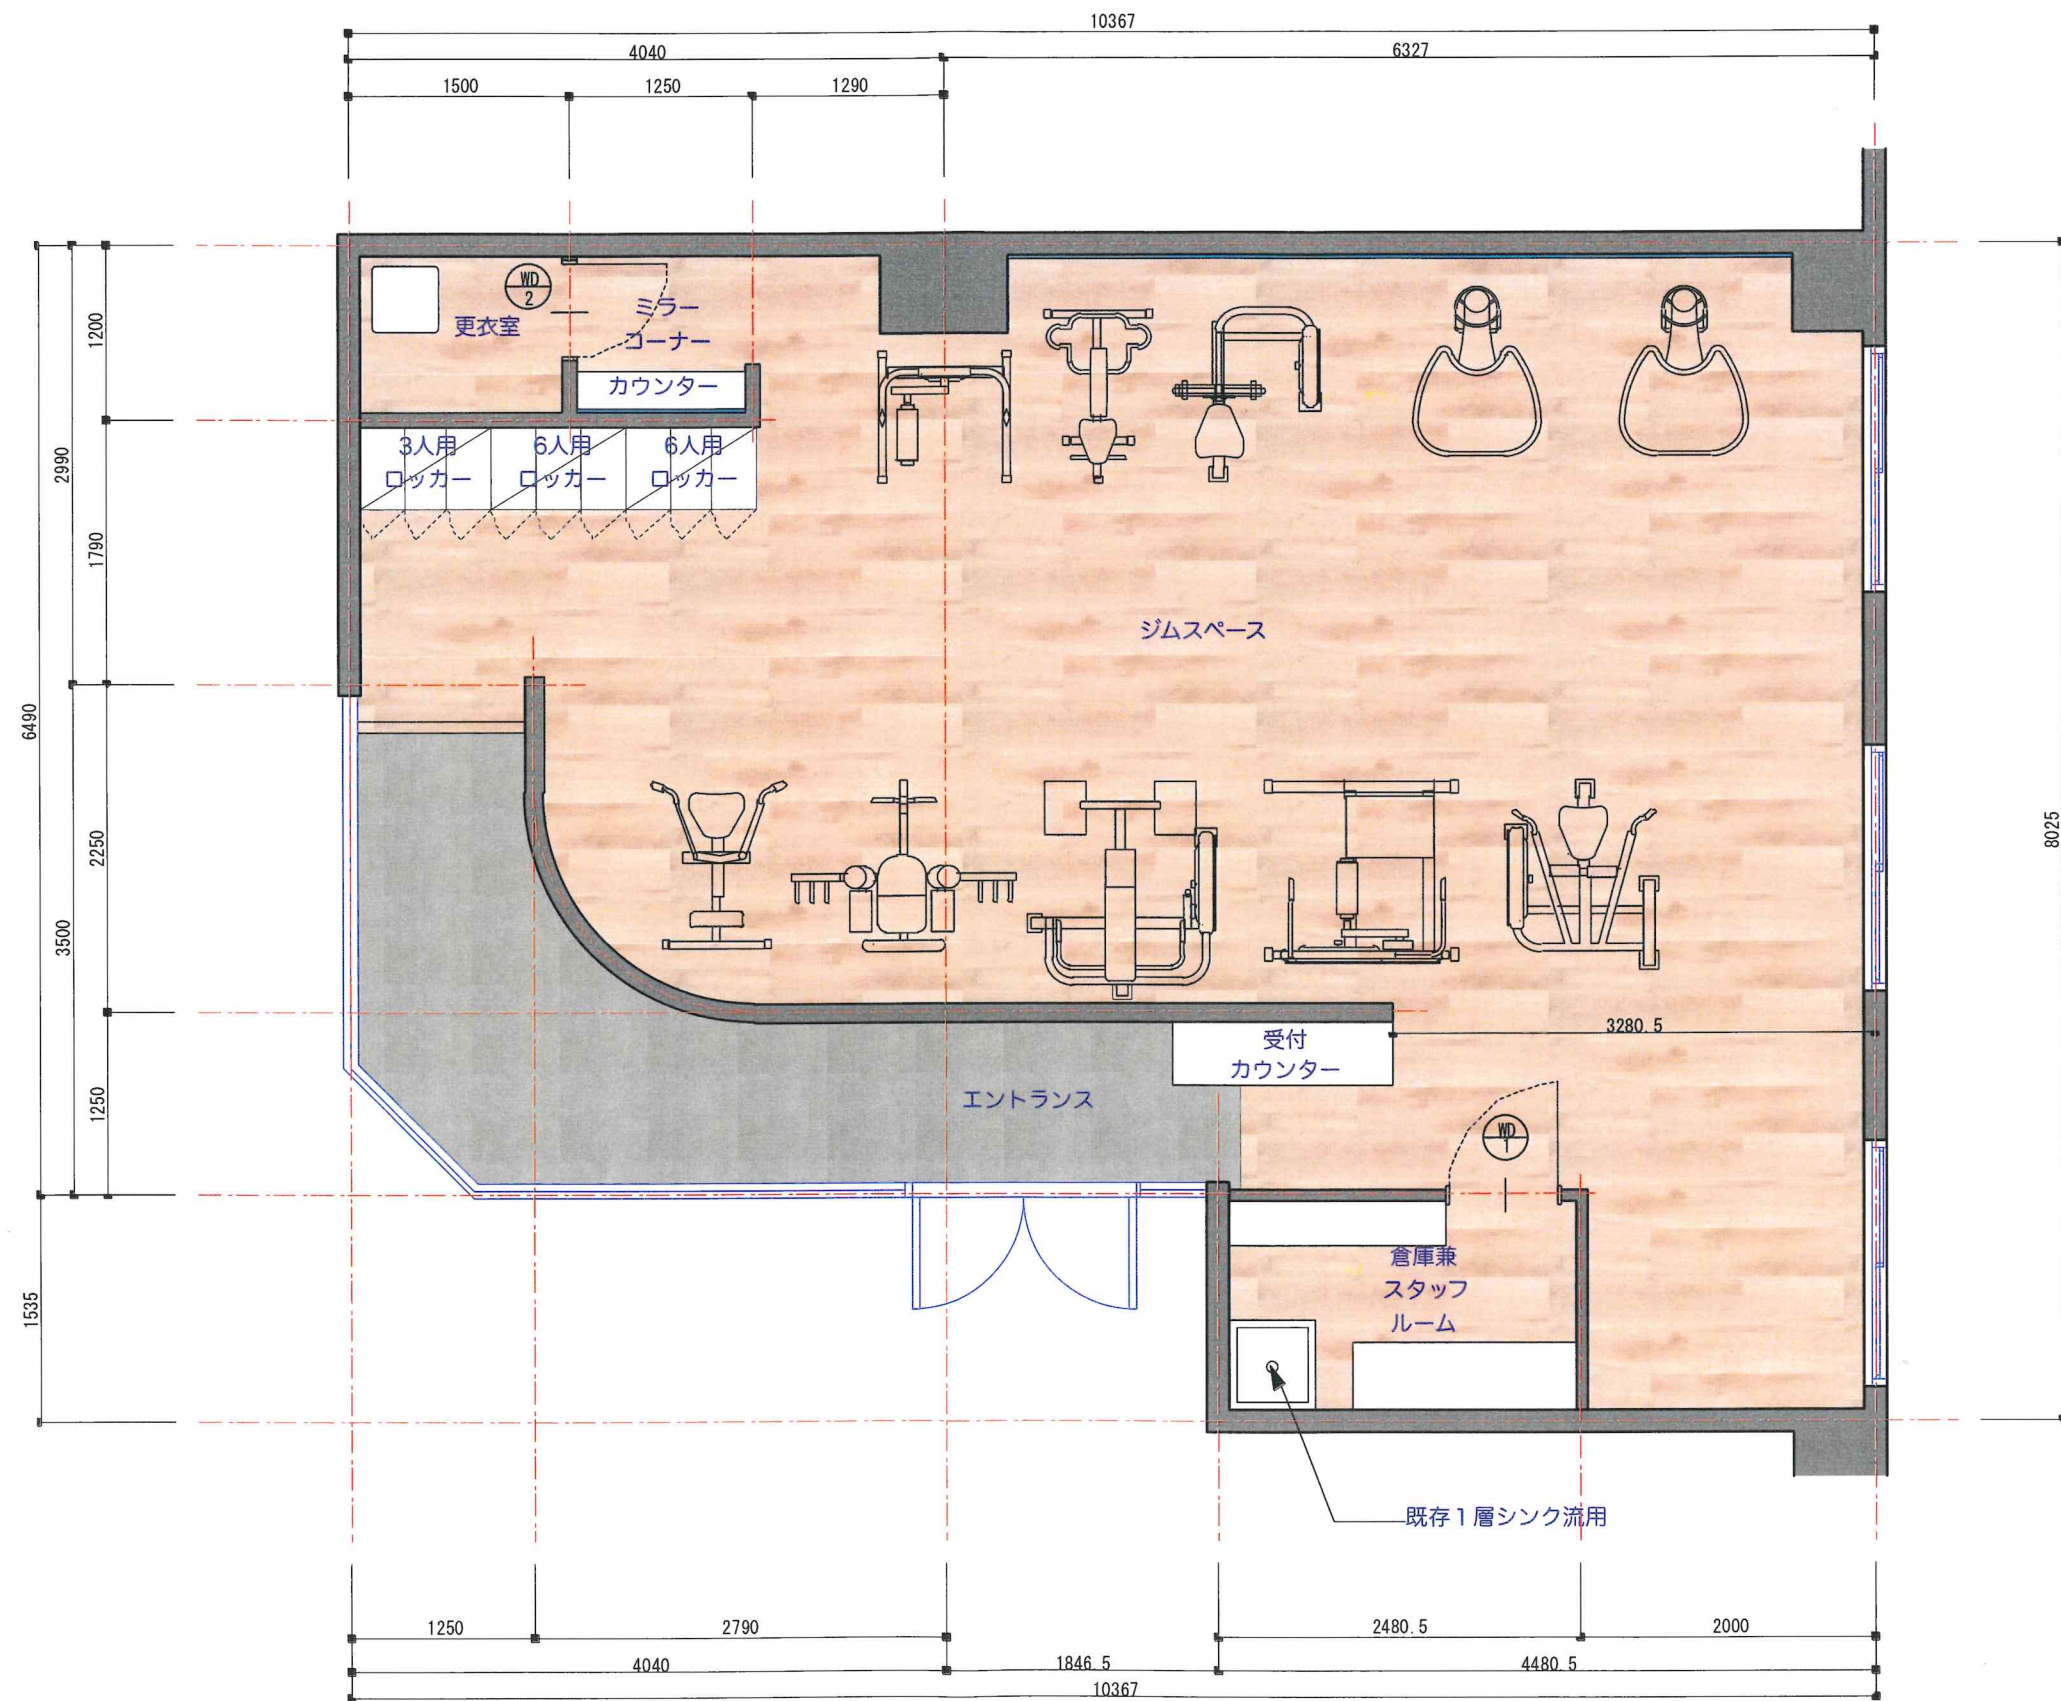 10367
4040
6327
1500
1250
1290
WD
2
更衣室
ミラー
コーナー
カウンター
3人用
ロッカー
6人用
ロッカー
6人用
ロッカー
ジムスペース
1200
2990
1790
6490
2250
3500
1250
1535
8025
3280.5
受付
カウンター
エントランス
WD
1
倉庫兼
スタッフ
ルーム
既存1層シンク流用
1250
2790
2480.5
2000
4040
1846.5
4480.5
10367